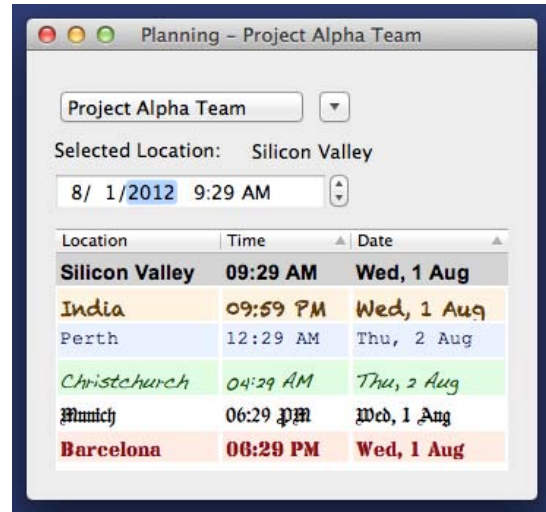 Planning – Project Alpha Team
Project Alpha Team
Selected Location: Silicon Valley
8/ 1/2012 9:29 AM
Location Time Date
Silicon Valley 09:29 AM Wed, 1 Aug
India 09:59 PM Wed, 1 Aug
Perth 12:29 AM Thu, 2 Aug
Christchurch 04:29 AM Thu, 2 Aug
Munich 06:29 PM Wed, 1 Aug
Barcelona 06:29 PM Wed, 1 Aug